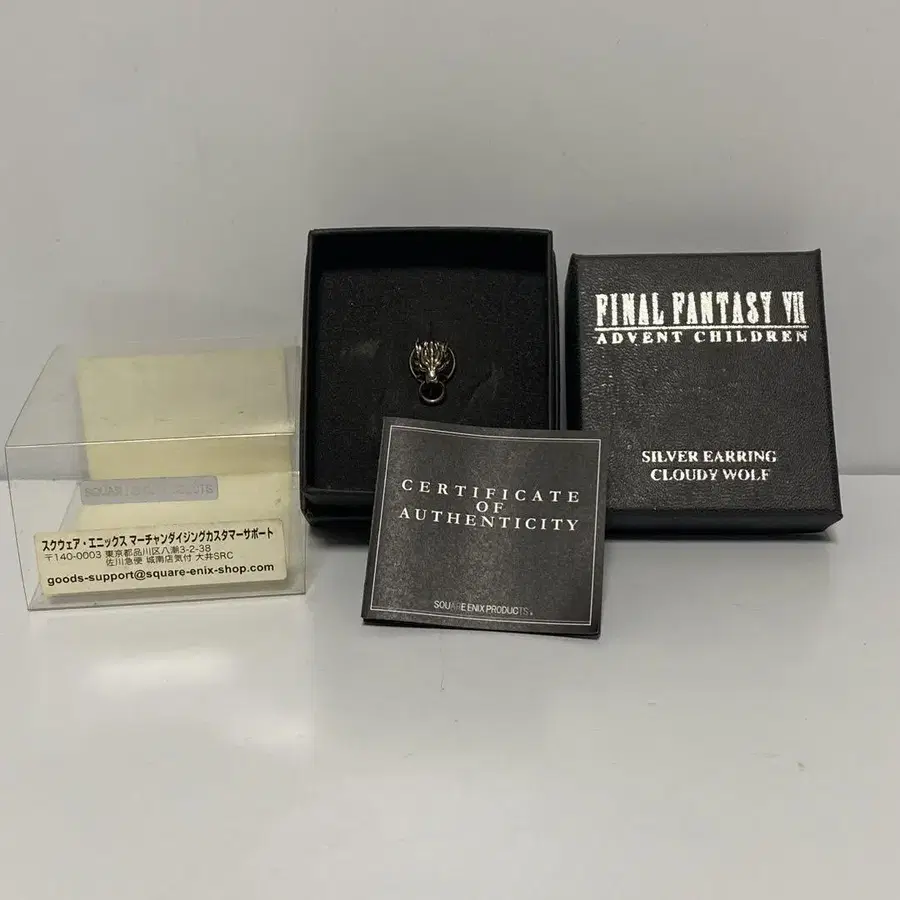 FINAL FANTASY VII
ADVENT CHILDREN
SILVER EARRING
CLOUDY WOLF
CERTIFICATE
OF
AUTHENTICITY
SQUARE ENIX PRODUCTS
スクウェア・エニックス マーチャンダイジングカスタマーサポート
〒140-0003 東京都品川区八潮3-2-38
佐川急便 城南店気付 大井SRC
goods-support@square-enix-shop.com